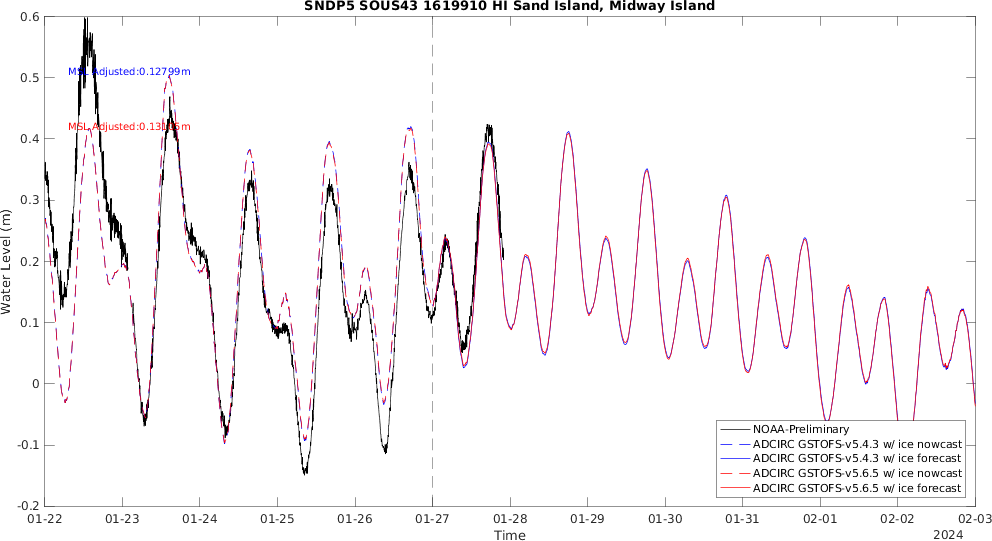 SNDP5 SOUS43 1619910 HI Sand Island, Midway Island
0.6
0.5
0.4
0.3
0.2
0.1
0
-0.1
-0.2
Water Level (m)
MSL Adjusted:0.12799m
MSL Adjusted:
NOAA-Preliminary
ADCIRC GSTOFS-v5.4.3 w/ ice nowcast
ADCIRC GSTOFS-v5.4.3 w/ ice forecast
ADCIRC GSTOFS-v5.6.5 w/ ice nowcast
ADCIRC GSTOFS-v5.6.5 w/ ice forecast
01-22 01-23 01-24 01-25 01-26 01-27 01-28 01-29 01-30 01-31 02-01 02-02 02-03
Time
2024